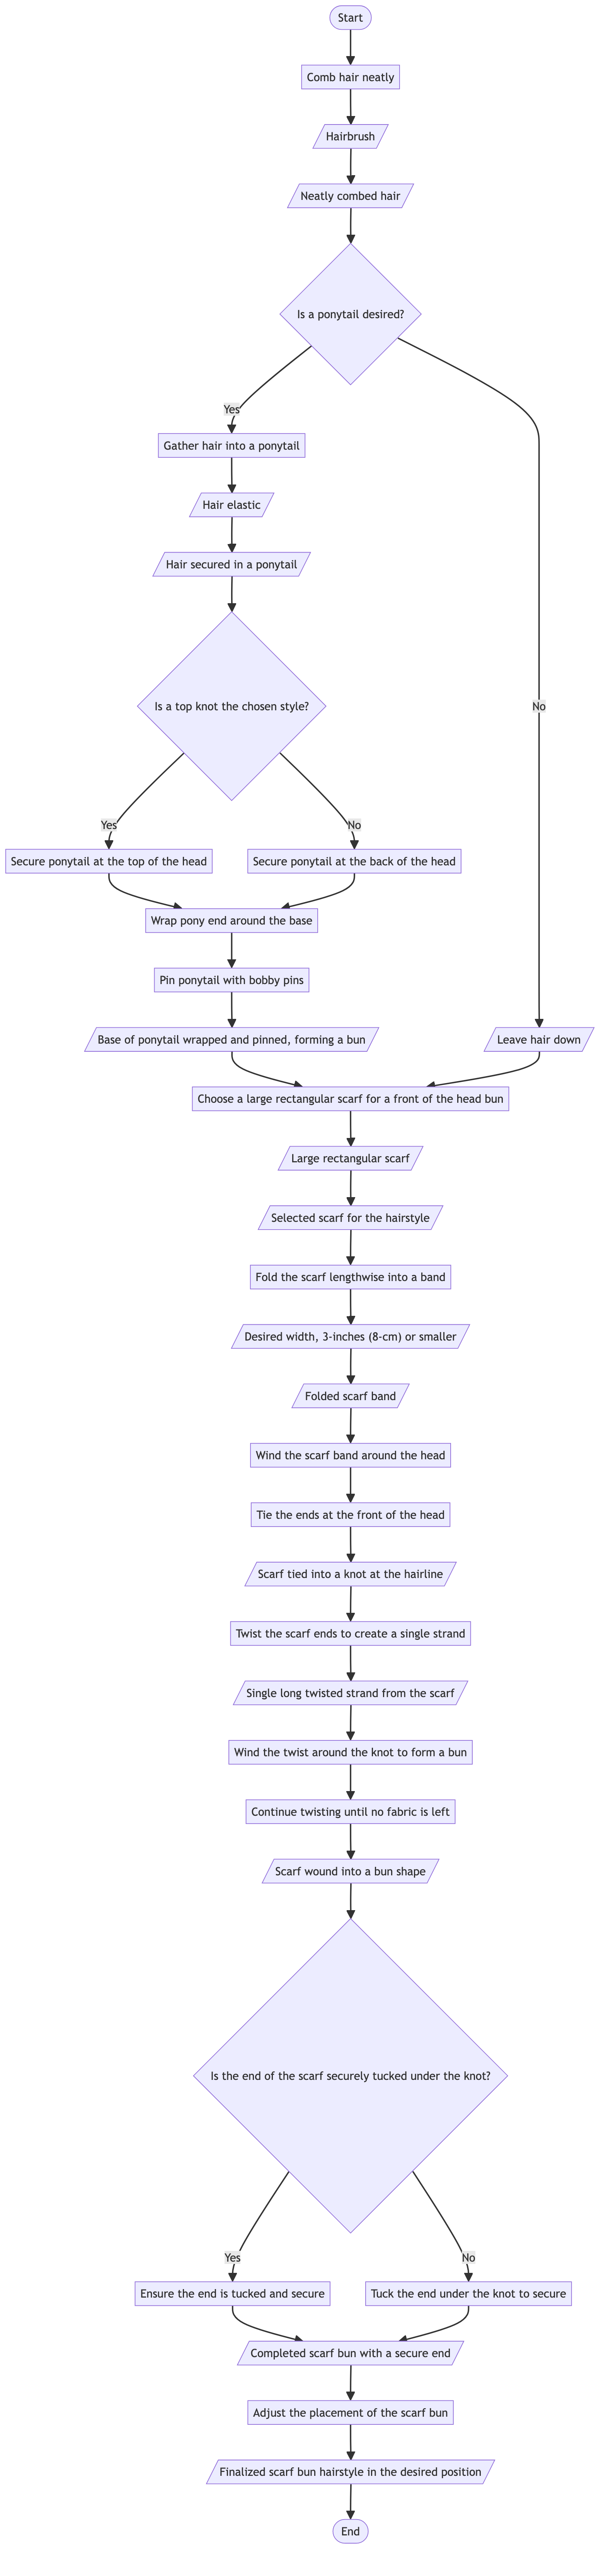 Start
Comb hair neatly
Hairbrush
Neatly combed hair
Is a ponytail desired?
Yes
Gather hair into a ponytail
Hair elastic
Hair secured in a ponytail
Is a top knot the chosen style?
No
Yes
No
Secure ponytail at the top of the head
Secure ponytail at the back of the head
Wrap pony end around the base
Pin ponytail with bobby pins
Base of ponytail wrapped and pinned, forming a bun
Leave hair down
Choose a large rectangular scarf for a front of the head bun
Large rectangular scarf
Selected scarf for the hairstyle
Fold the scarf lengthwise into a band
Desired width, 3-inches (8-cm) or smaller
Folded scarf band
Wind the scarf band around the head
Tie the ends at the front of the head
Scarf tied into a knot at the hairline
Twist the scarf ends to create a single strand
Single long twisted strand from the scarf
Wind the twist around the knot to form a bun
Continue twisting until no fabric is left
Scarf wound into a bun shape
Is the end of the scarf securely tucked under the knot?
Yes
No
Ensure the end is tucked and secure
Tuck the end under the knot to secure
Completed scarf bun with a secure end
Adjust the placement of the scarf bun
Finalized scarf bun hairstyle in the desired position
End